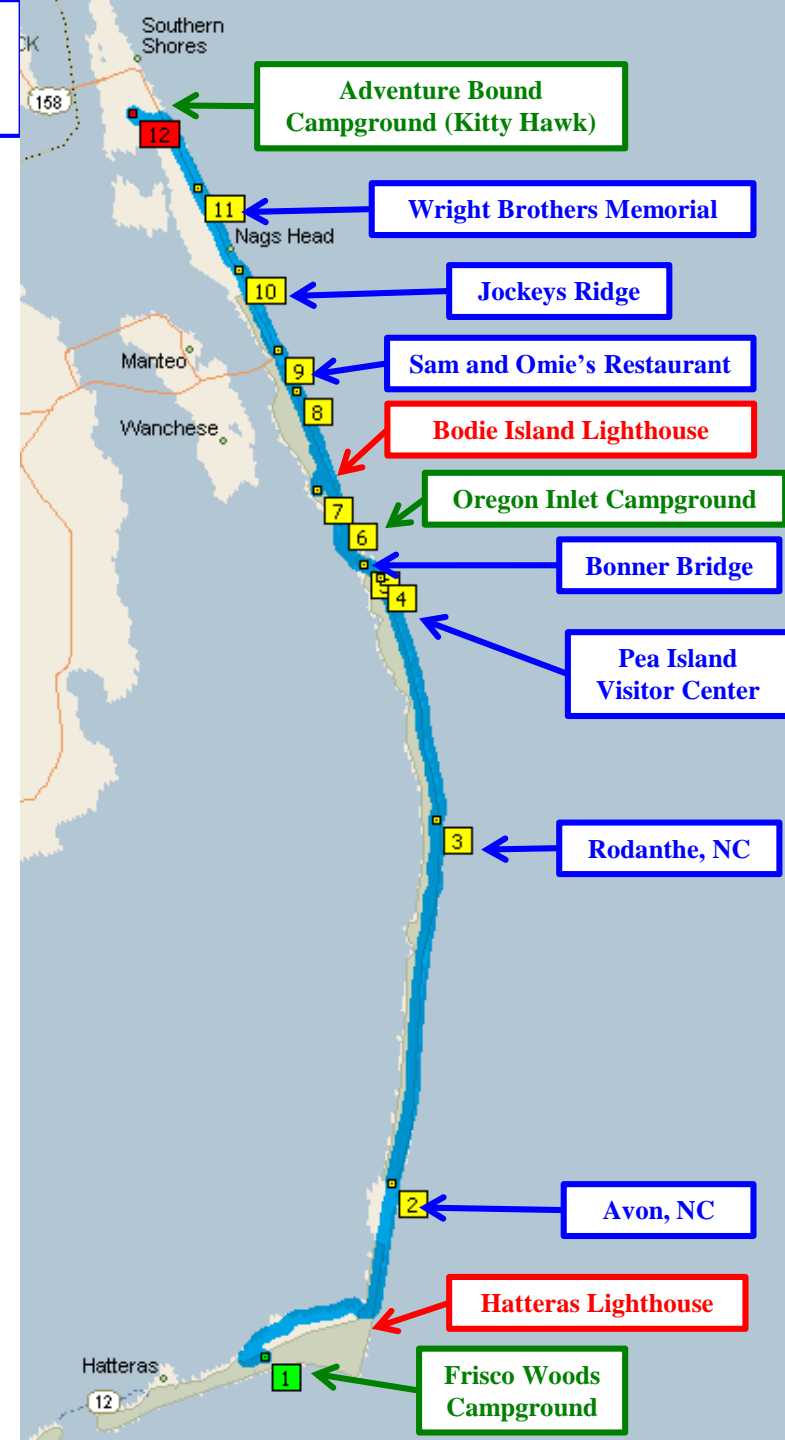 Southern
Shores
CK
158
Adventure Bound
Campground (Kitty Hawk)
12
11
Wright Brothers Memorial
Nags Head
10
Jockeys Ridge
Manteo
9
Sam and Omie's Restaurant
8
Wanchese
Bodie Island Lighthouse
7
Oregon Inlet Campground
6
Bonner Bridge
5
4
Pea Island
Visitor Center
3
Rodanthe, NC
2
Avon, NC
Hatteras Lighthouse
Hatteras
1
Frisco Woods
Campground
12